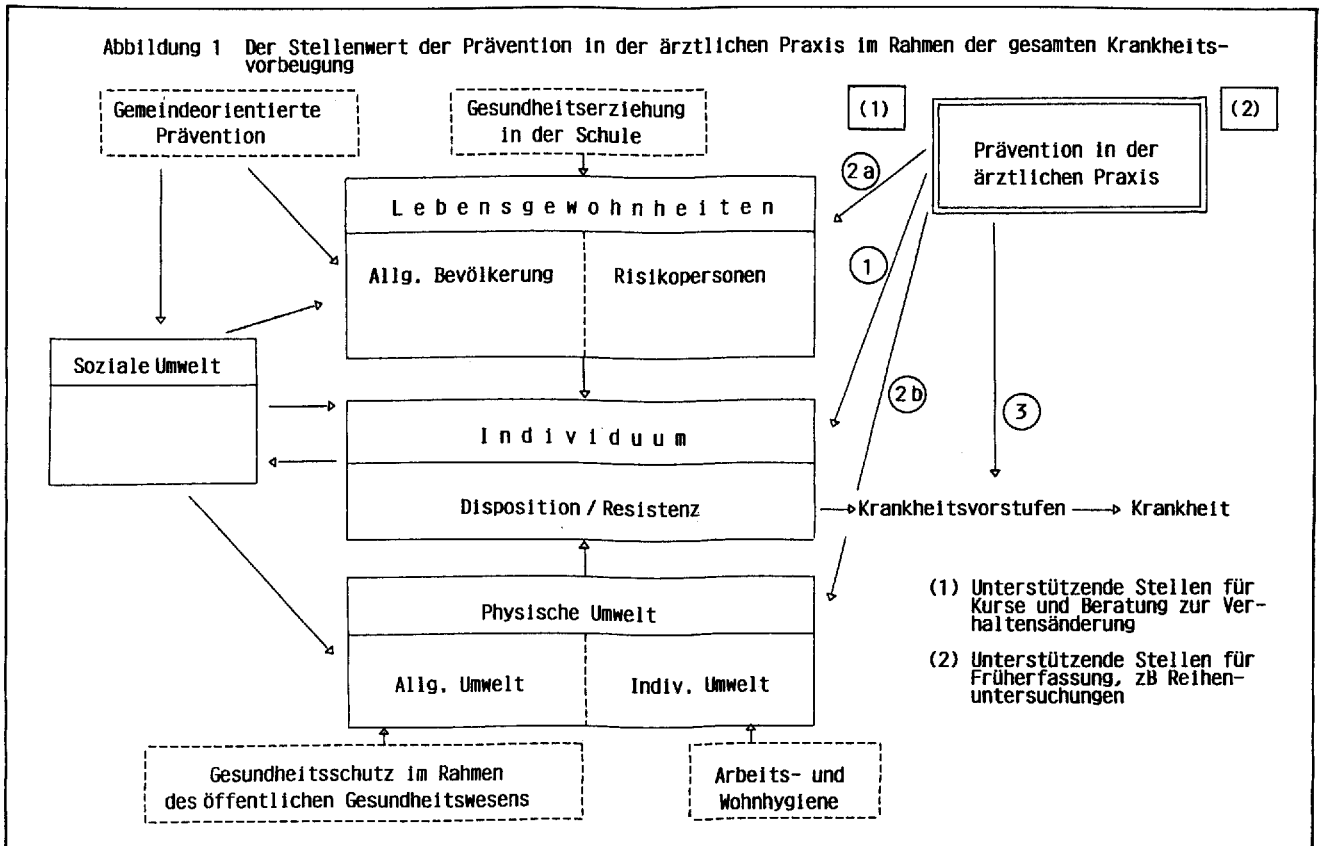 Abbildung 1 Der Stellenwert der Prävention in der ärztlichen Praxis im Rahmen der gesamten Krankheits-
vorbeugung
Gemeindeorientierte
Prävention
Gesundheitserziehung
in der Schule
(1)
(2)
Prävention in der
ärztlichen Praxis
2a
Lebensgewohnheiten
Allg. Bevölkerung
Risikopersonen
1
Soziale Umwelt
2b
3
Individuum
Disposition / Resistenz
Krankheitsvorstufen
Krankheit
Physische Umwelt
Allg. Umwelt
Indiv. Umwelt
(1) Unterstützende Stellen für
Kurse und Beratung zur Ver-
haltensänderung
(2) Unterstützende Stellen für
Früherfassung, zB Reihen-
untersuchungen
Gesundheitsschutz im Rahmen
des öffentlichen Gesundheitswesens
Arbeits- und
Wohnhygiene